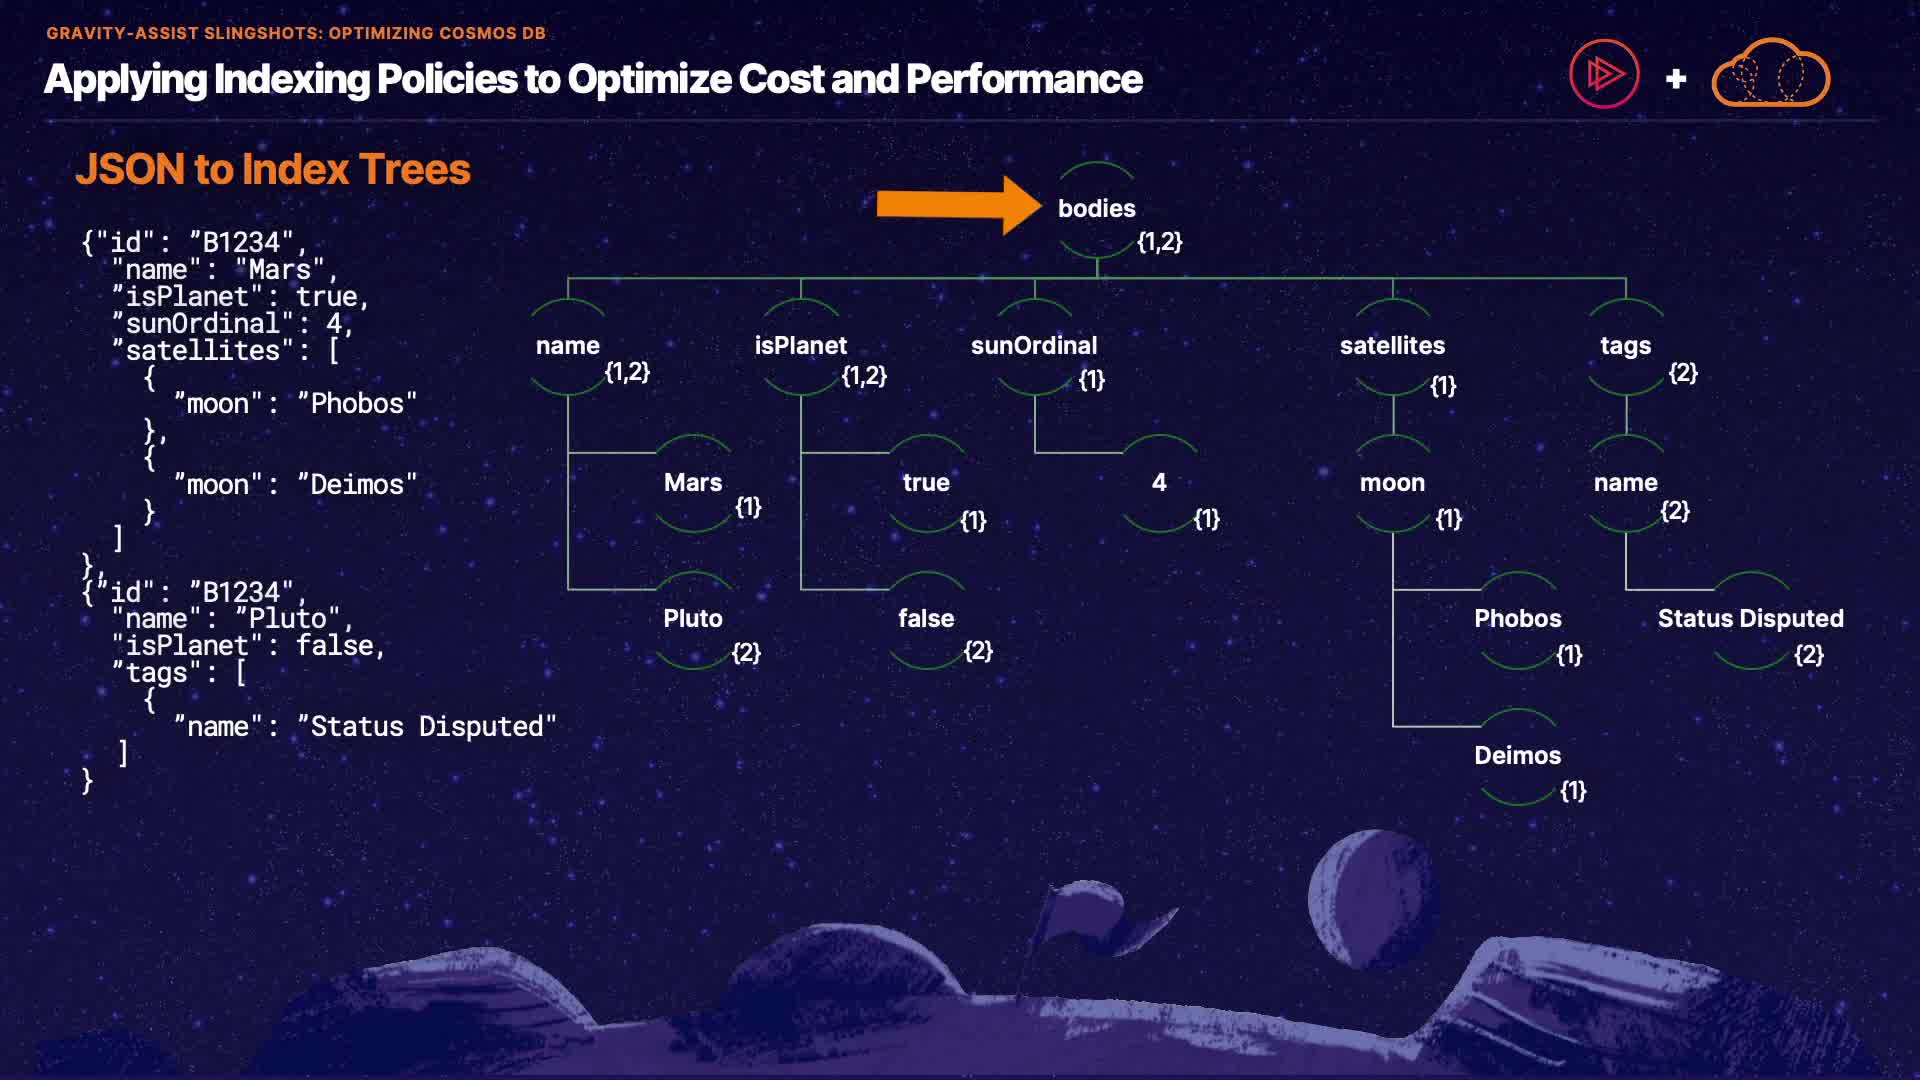 GRAVITY-ASSIST SLINGSHOTS: OPTIMIZING COSMOS DB
Applying Indexing Policies to Optimize Cost and Performance
+
JSON to Index Trees
{"id": ”B1234",
"name": "Mars",
"isPlanet": true,
”sunOrdinal": 4,
”satellites": [
{
”moon": ”Phobos"
},
{
”moon": ”Deimos"
}
]
},
{”id": ”B1234",
"name": ”Pluto",
"isPlanet": false,
”tags": [
{
”name": ”Status Disputed"
]
}
bodies
{1,2}
name
{1,2}
isPlanet
{1,2}
sunOrdinal
{1}
satellites
{1}
tags
{2}
Mars
{1}
true
{1}
4
{1}
moon
{1}
name
{2}
Pluto
{2}
false
{2}
Phobos
{1}
Status Disputed
{2}
Deimos
{1}